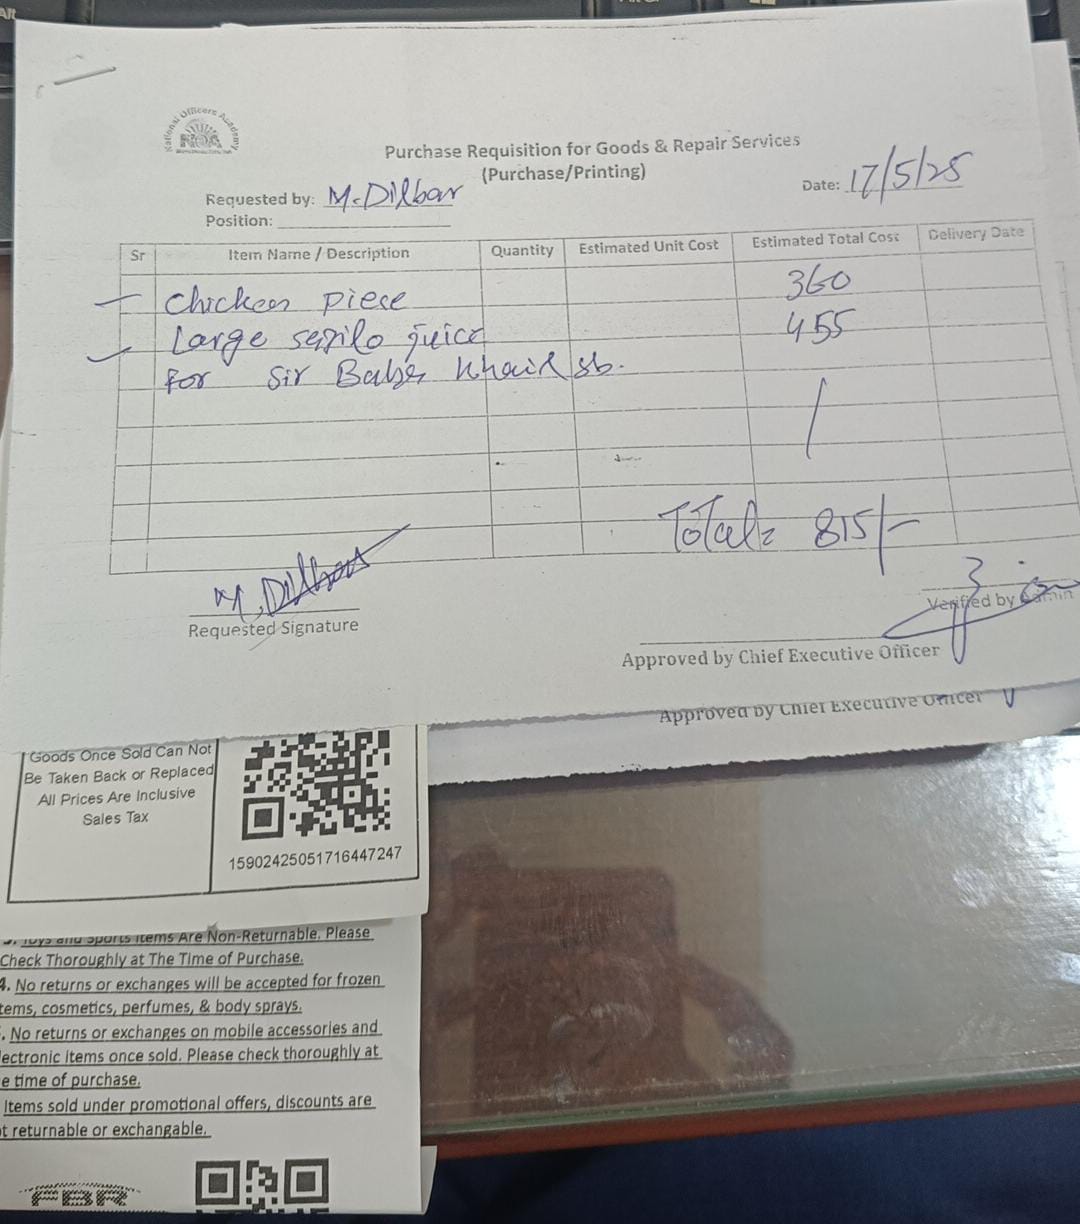 National Officers Academy
NOA
Purchase Requisition for Goods & Repair Services
(Purchase/Printing)
Requested by: M.Dilbar
Date: 17/5/25
Position:
Sr Item Name / Description Quantity Estimated Unit Cost Estimated Total Cost Delivery Date
Chicken piece 360
Large juice 455
For Sir sb.
Total= 815/-
M.Dilbar
Requested Signature
Verified by Admin
Approved by Chief Executive Officer
Approved by Chief Executive Officer
Goods Once Sold Can Not
Be Taken Back or Replaced
All Prices Are Inclusive
Sales Tax
15902425051716447247
Toys and Sports Items Are Non-Returnable. Please
Check Thoroughly at The Time of Purchase.
4. No returns or exchanges will be accepted for frozen
tems, cosmetics, perfumes, & body sprays.
. No returns or exchanges on mobile accessories and
lectronic items once sold. Please check thoroughly at
e time of purchase.
Items sold under promotional offers, discounts are
t returnable or exchangable.
FBR